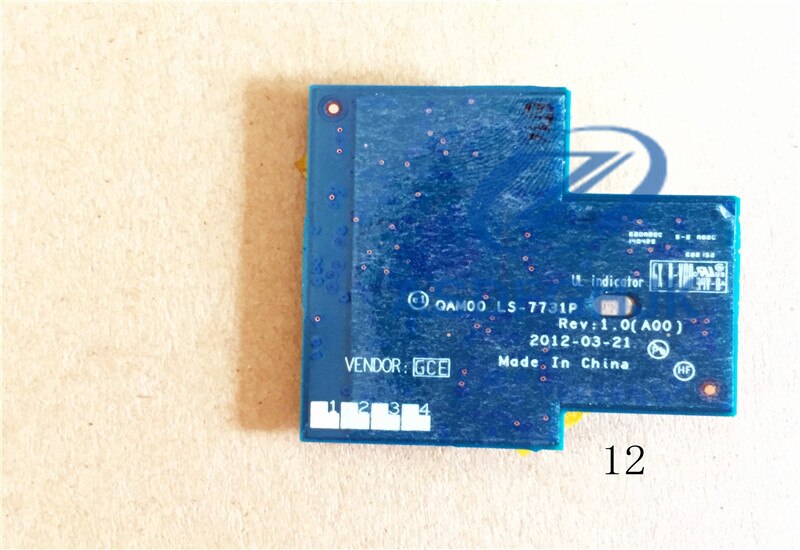 UL indicator
QAM00 LS-7731P
Rev:1.0(A00)
2012-03-21
Made In China
HF
VENDOR: GCE
1 2 3 4
12